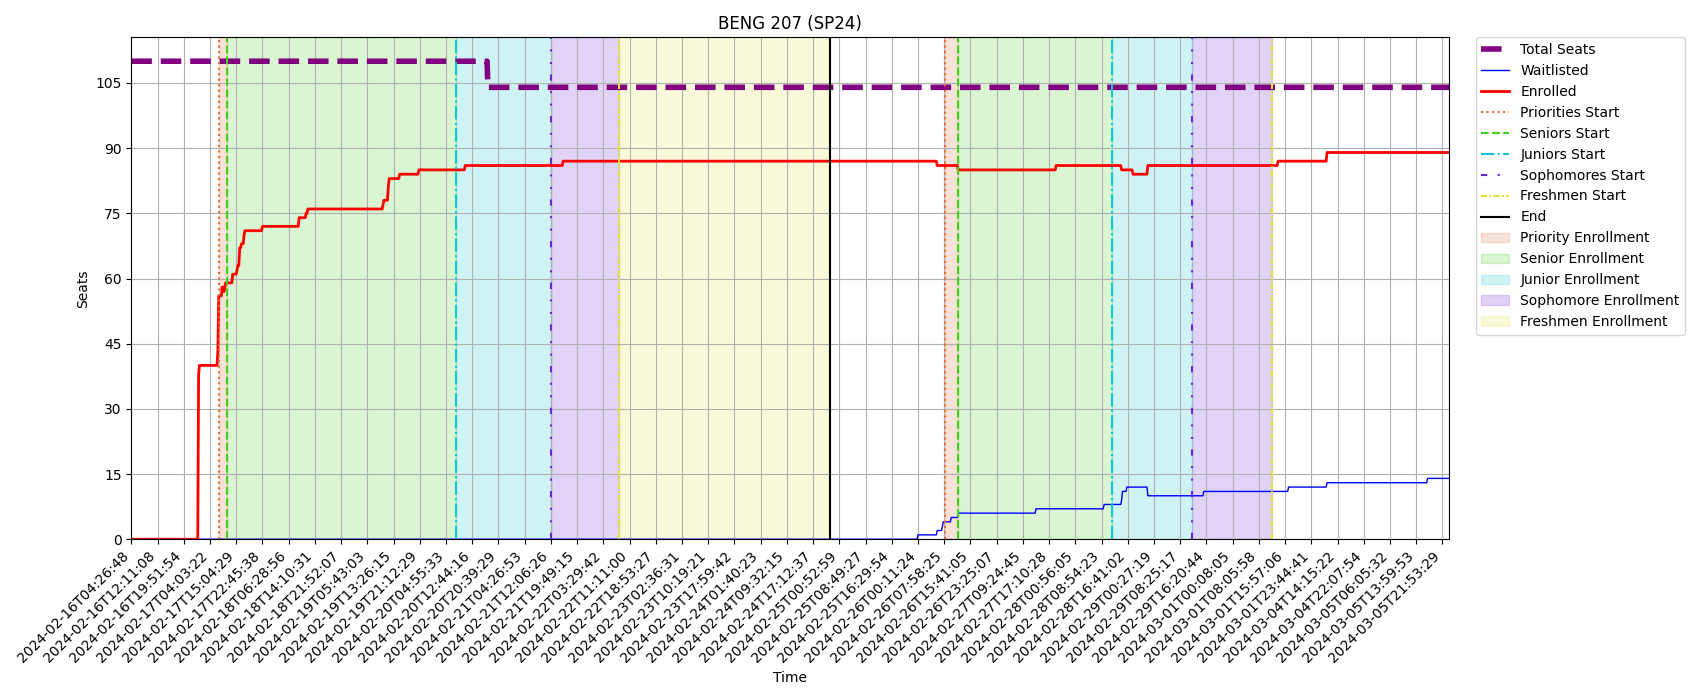 BENG 207 (SP24)
Seats
105
90
75
60
45
30
15
0
2024-02-16T04:26:48
2024-02-16T12:11:08
2024-02-16T19:51:54
2024-02-17T04:03:22
2024-02-17T15:04:29
2024-02-17T22:45:38
2024-02-18T06:28:56
2024-02-18T14:10:31
2024-02-18T21:52:07
2024-02-19T05:43:03
2024-02-19T13:26:15
2024-02-19T21:12:29
2024-02-20T04:55:33
2024-02-20T12:44:16
2024-02-20T20:39:29
2024-02-21T04:26:53
2024-02-21T12:06:26
2024-02-21T19:49:15
2024-02-22T03:29:42
2024-02-22T11:11:00
2024-02-22T18:53:27
2024-02-23T02:36:31
2024-02-23T10:19:21
2024-02-23T17:59:42
2024-02-24T01:40:23
2024-02-24T09:32:15
2024-02-24T17:12:37
2024-02-25T00:52:59
2024-02-25T08:49:27
2024-02-25T16:29:54
2024-02-26T00:11:24
2024-02-26T07:58:25
2024-02-26T15:41:05
2024-02-26T23:25:07
2024-02-27T09:24:45
2024-02-27T17:10:28
2024-02-28T00:56:05
2024-02-28T08:54:23
2024-02-28T16:41:02
2024-02-29T00:27:19
2024-02-29T08:25:17
2024-02-29T16:20:44
2024-03-01T00:08:05
2024-03-01T08:05:58
2024-03-01T15:57:06
2024-03-01T23:44:41
2024-03-04T14:15:22
2024-03-04T22:07:54
2024-03-05T06:05:32
2024-03-05T13:59:53
2024-03-05T21:53:29
Time
Total Seats
Waitlisted
Enrolled
Priorities Start
Seniors Start
Juniors Start
Sophomores Start
Freshmen Start
End
Priority Enrollment
Senior Enrollment
Junior Enrollment
Sophomore Enrollment
Freshmen Enrollment